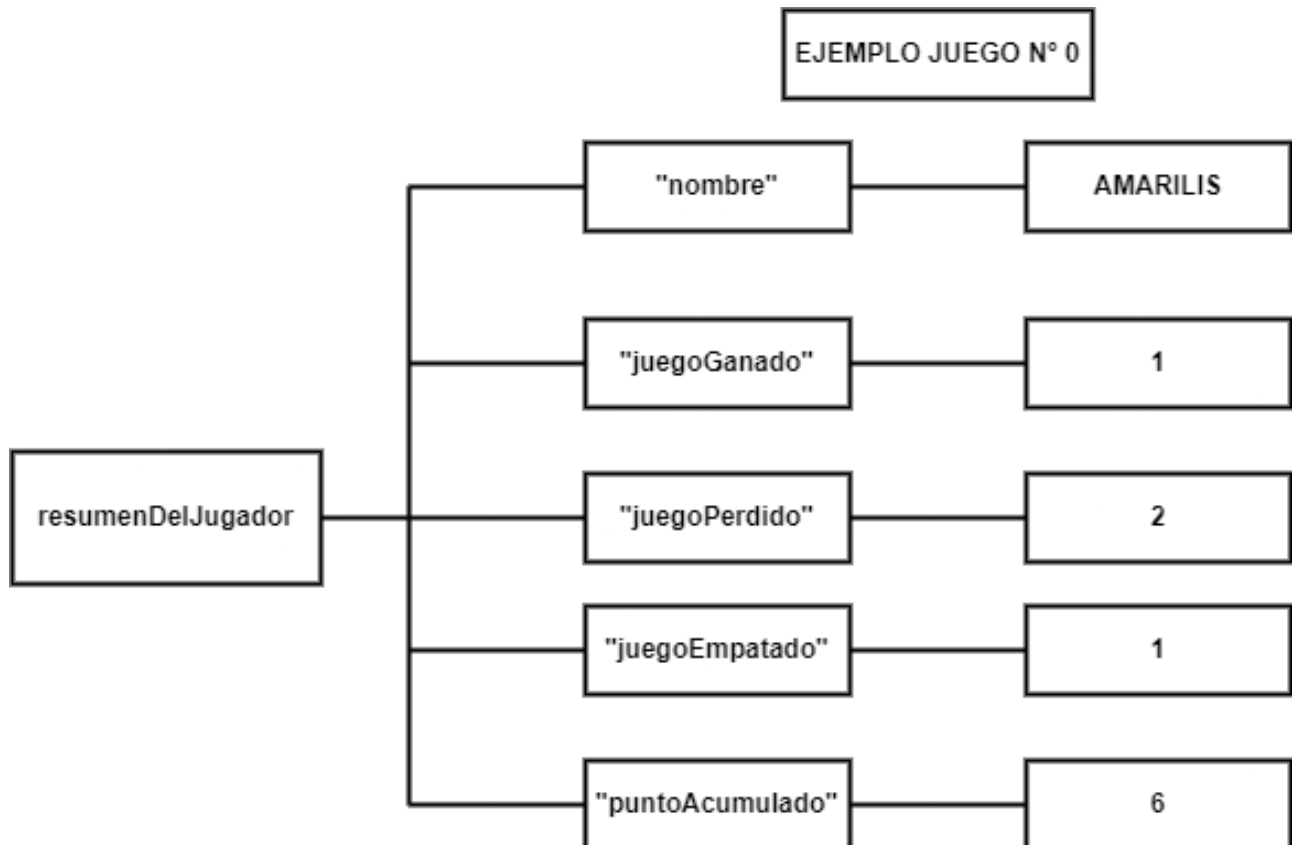 EJEMPLO JUEGO N° 0
"nombre"
AMARILIS
"juegoGanado"
1
resumenDelJugador
"juegoPerdido"
2
"juegoEmpatado"
1
"puntoAcumulado"
6